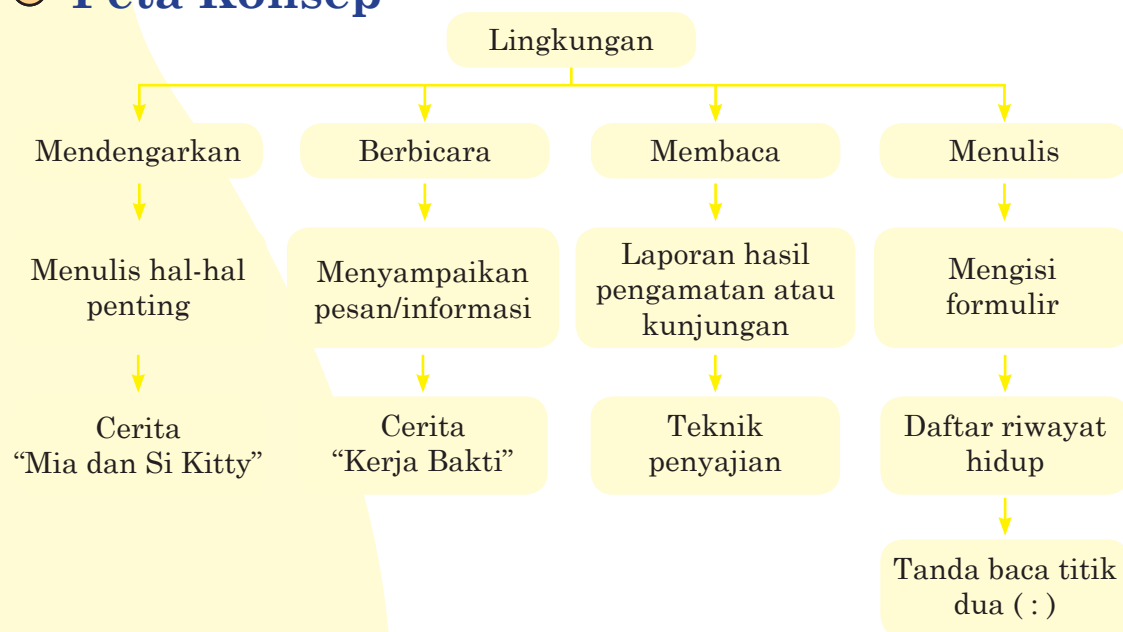 Peta Konsep
Lingkungan
Mendengarkan
Berbicara
Membaca
Menulis
Menulis hal-hal
penting
Menyampaikan
pesan/informasi
Laporan hasil
pengamatan atau
kunjungan
Mengisi
formulir
Cerita
“Mia dan Si Kitty”
Cerita
“Kerja Bakti”
Teknik
penyajian
Daftar riwayat
hidup
Tanda baca titik
dua ( : )